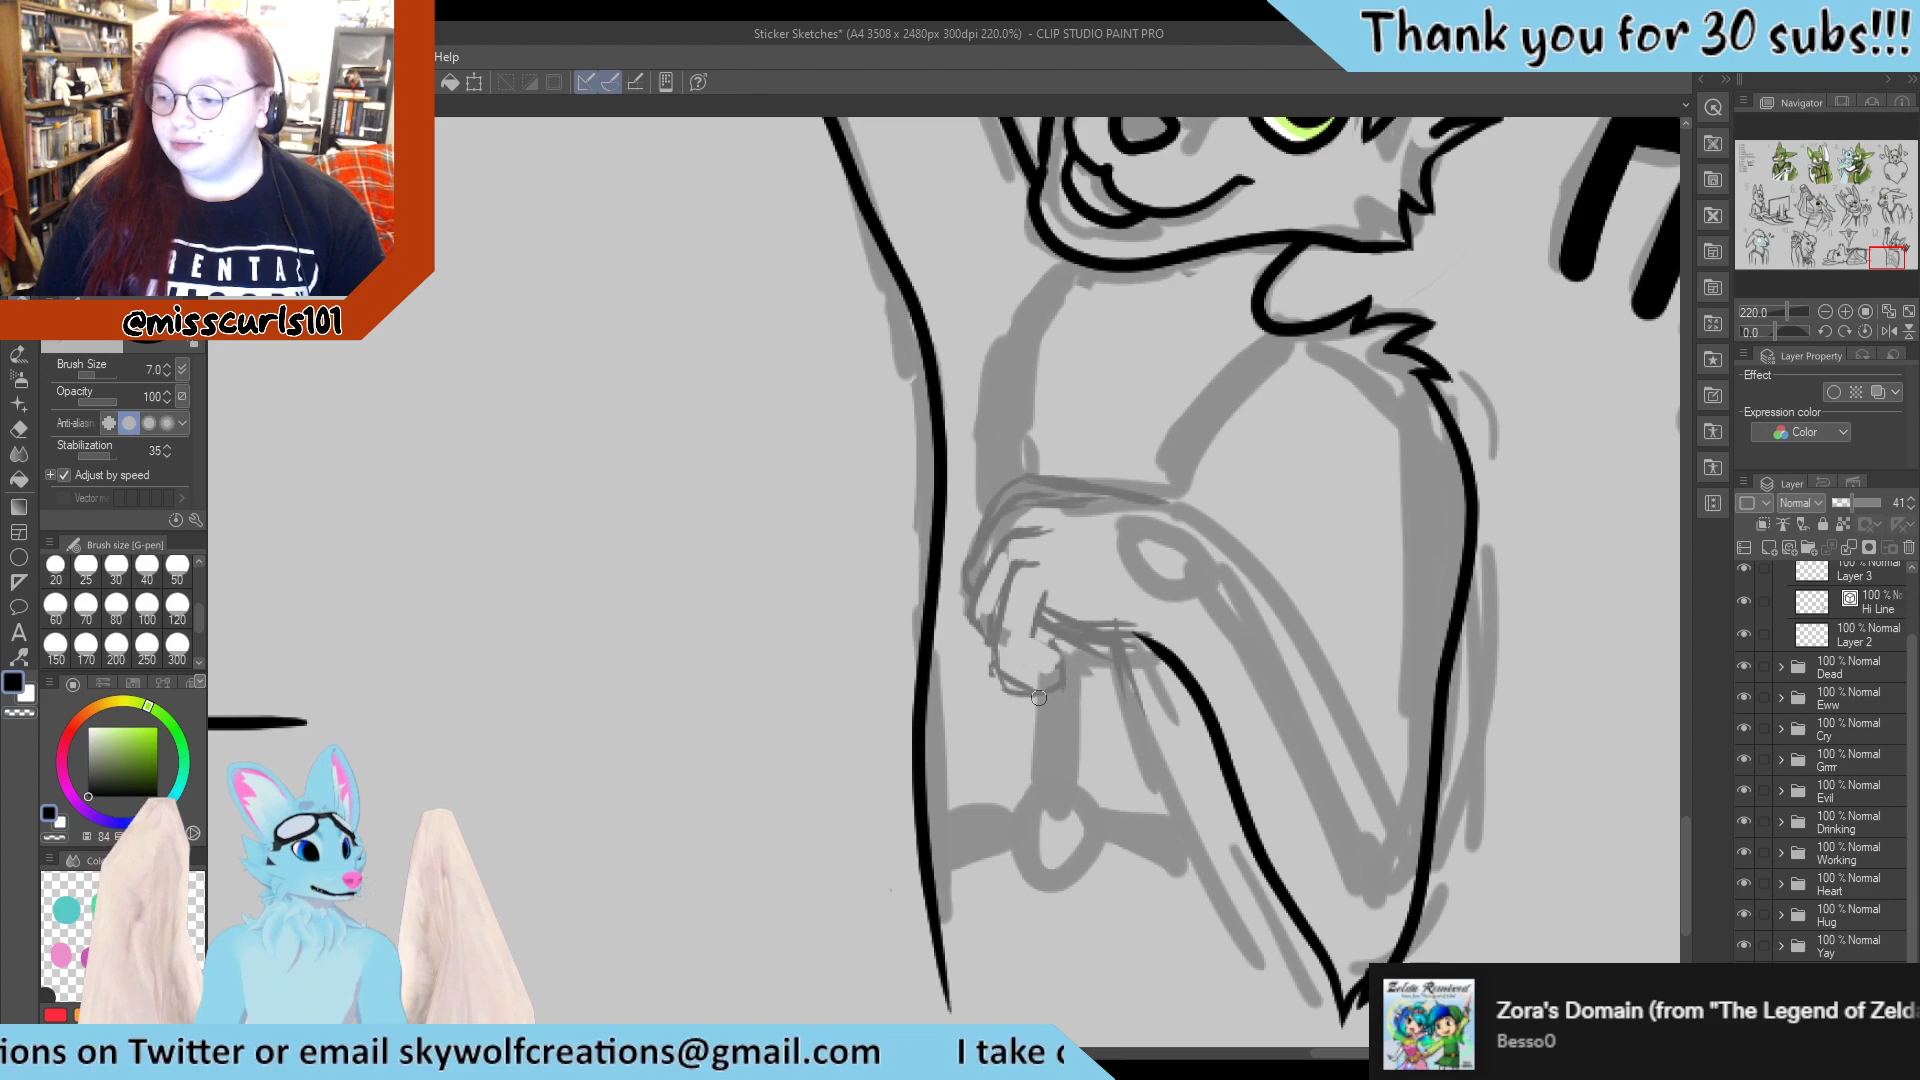 Thank you for 30 subs!!!
Sticker Sketches* (A4 3508 x 2480px 300dpi 220.0%) - CLIP STUDIO PAINT PRO
Help
@misscurls101
Brush Size 7.0
Opacity 100
Stabilization 35
Adjust by speed
Brush size [G-pen]
20 25 30 40 50
60 70 80 100 120
150 170 200 250 300
84
Navigator
220.0
0.0
Layer Property
Effect
Expression color
Color
Layer
Normal 41
100 % Normal
Layer 3
Hi Line
100 % Normal
Layer 2
100 % Normal
Dead
100 % Normal
Eww
100 % Normal
Cry
100 % Normal
Grrr
100 % Normal
Evil
100 % Normal
Drinking
100 % Normal
Working
100 % Normal
Heart
100 % Normal
Hug
100 % Normal
Yay
Zora's Domain (from "The Legend of Zeld
BessoO
ions on Twitter or email skywolfcreations@gmail.com I take